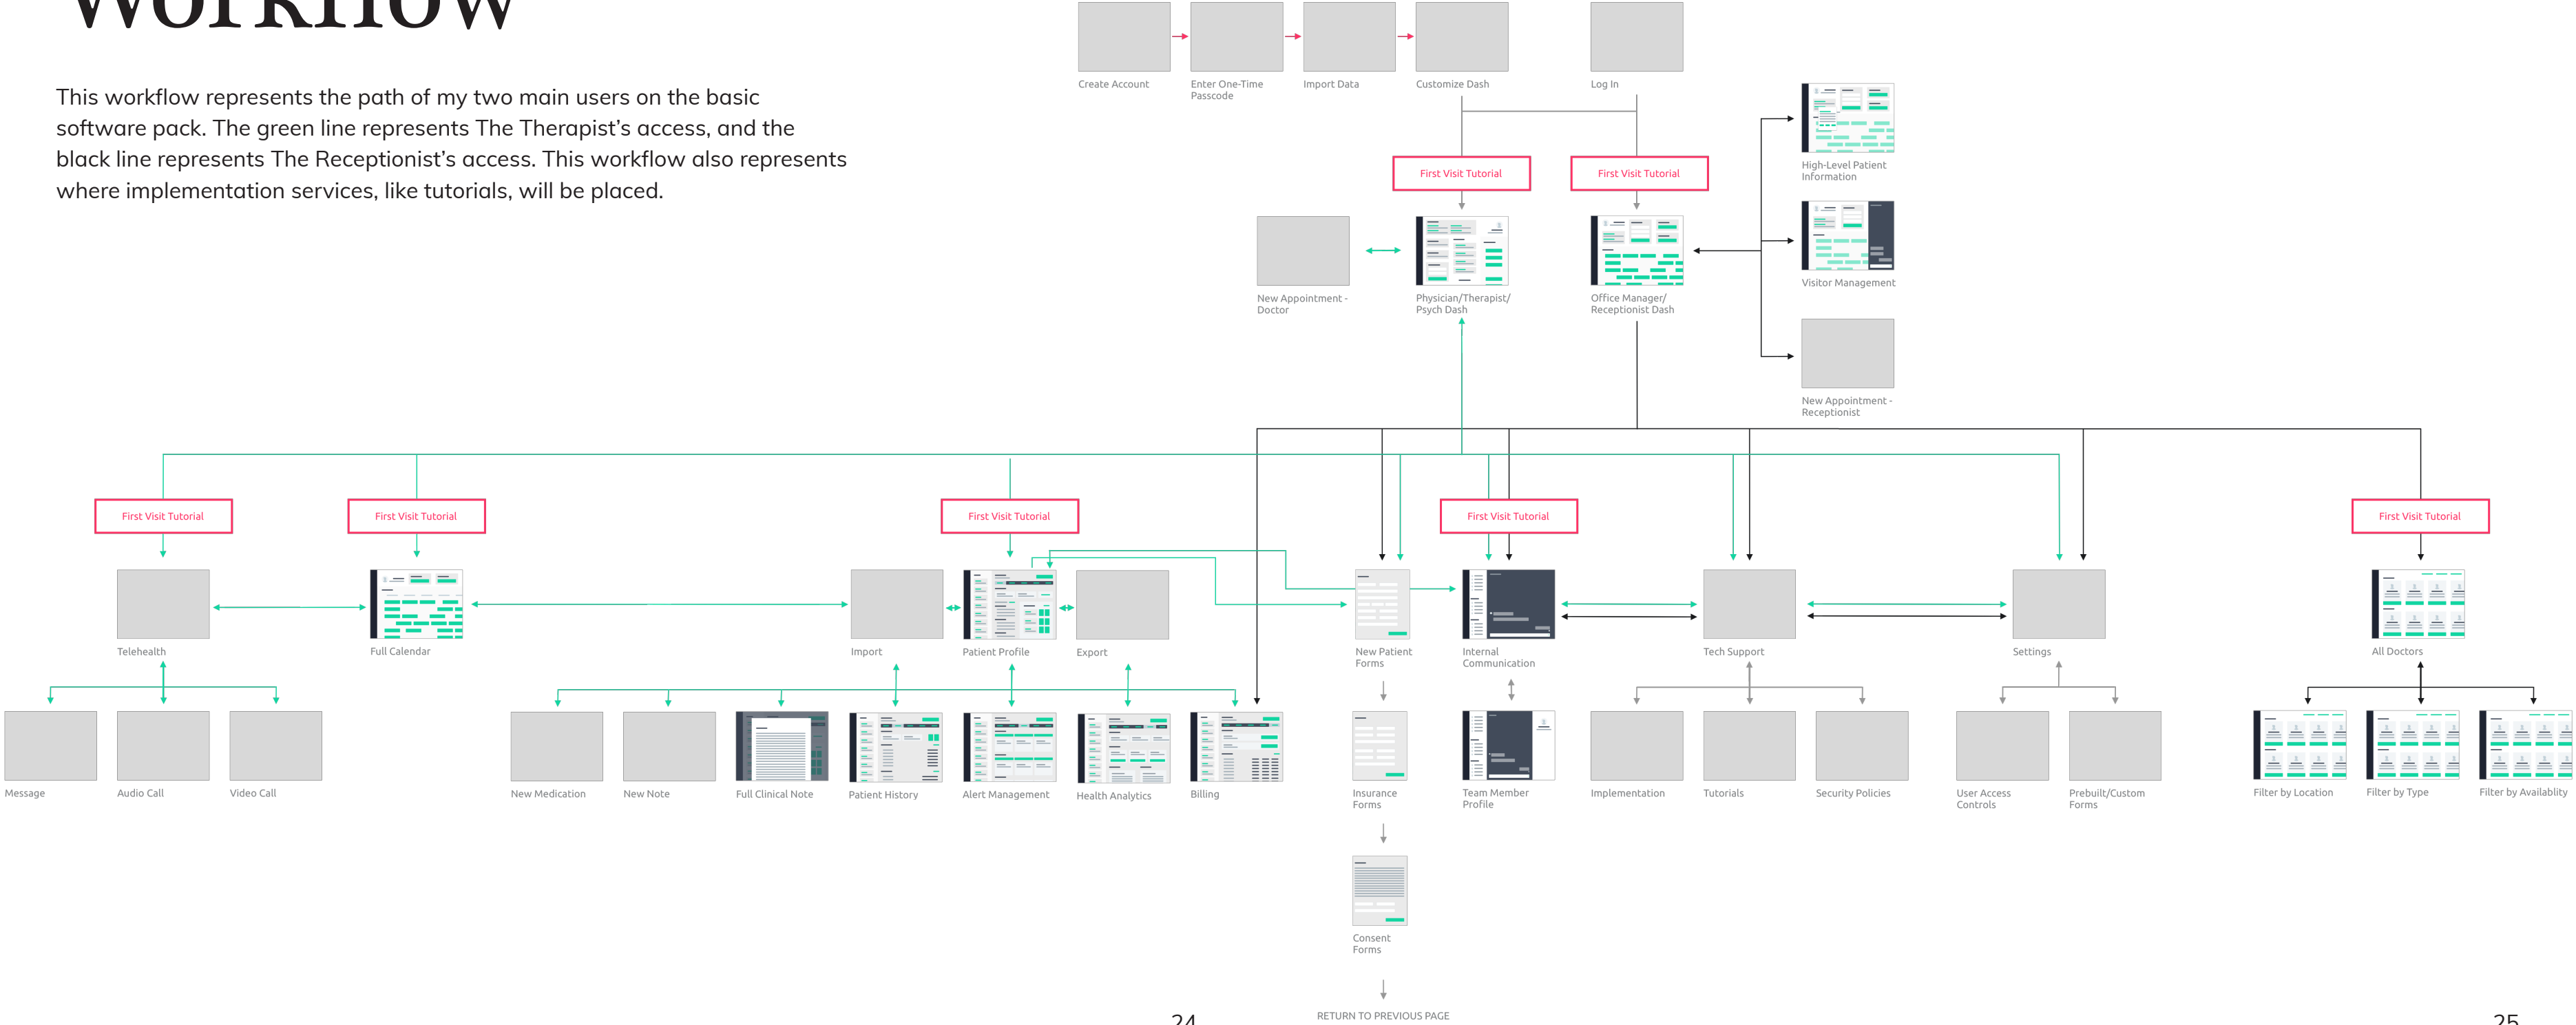 Workflow
This workflow represents the path of my two main users on the basic
software pack. The green line represents The Therapist's access, and the
black line represents The Receptionist's access. This workflow also represents
where implementation services, like tutorials, will be placed.
Create Account
Enter One-Time
Passcode
Import Data
Customize Dash
Log In
High-Level Patient
Information
First Visit Tutorial
First Visit Tutorial
Visitor Management
New Appointment -
Doctor
Physician/Therapist/
Psych Dash
Office Manager/
Receptionist Dash
New Appointment -
Receptionist
First Visit Tutorial
First Visit Tutorial
First Visit Tutorial
First Visit Tutorial
First Visit Tutorial
Telehealth
Full Calendar
Import
Patient Profile
Export
New Patient
Forms
Internal
Communication
Tech Support
Settings
All Doctors
Message
Audio Call
Video Call
New Medication
New Note
Full Clinical Note
Patient History
Alert Management
Health Analytics
Billing
Insurance
Forms
Team Member
Profile
Implementation
Tutorials
Security Policies
User Access
Controls
Prebuilt/Custom
Forms
Filter by Location
Filter by Type
Filter by Availablity
Consent
Forms
RETURN TO PREVIOUS PAGE
24
25